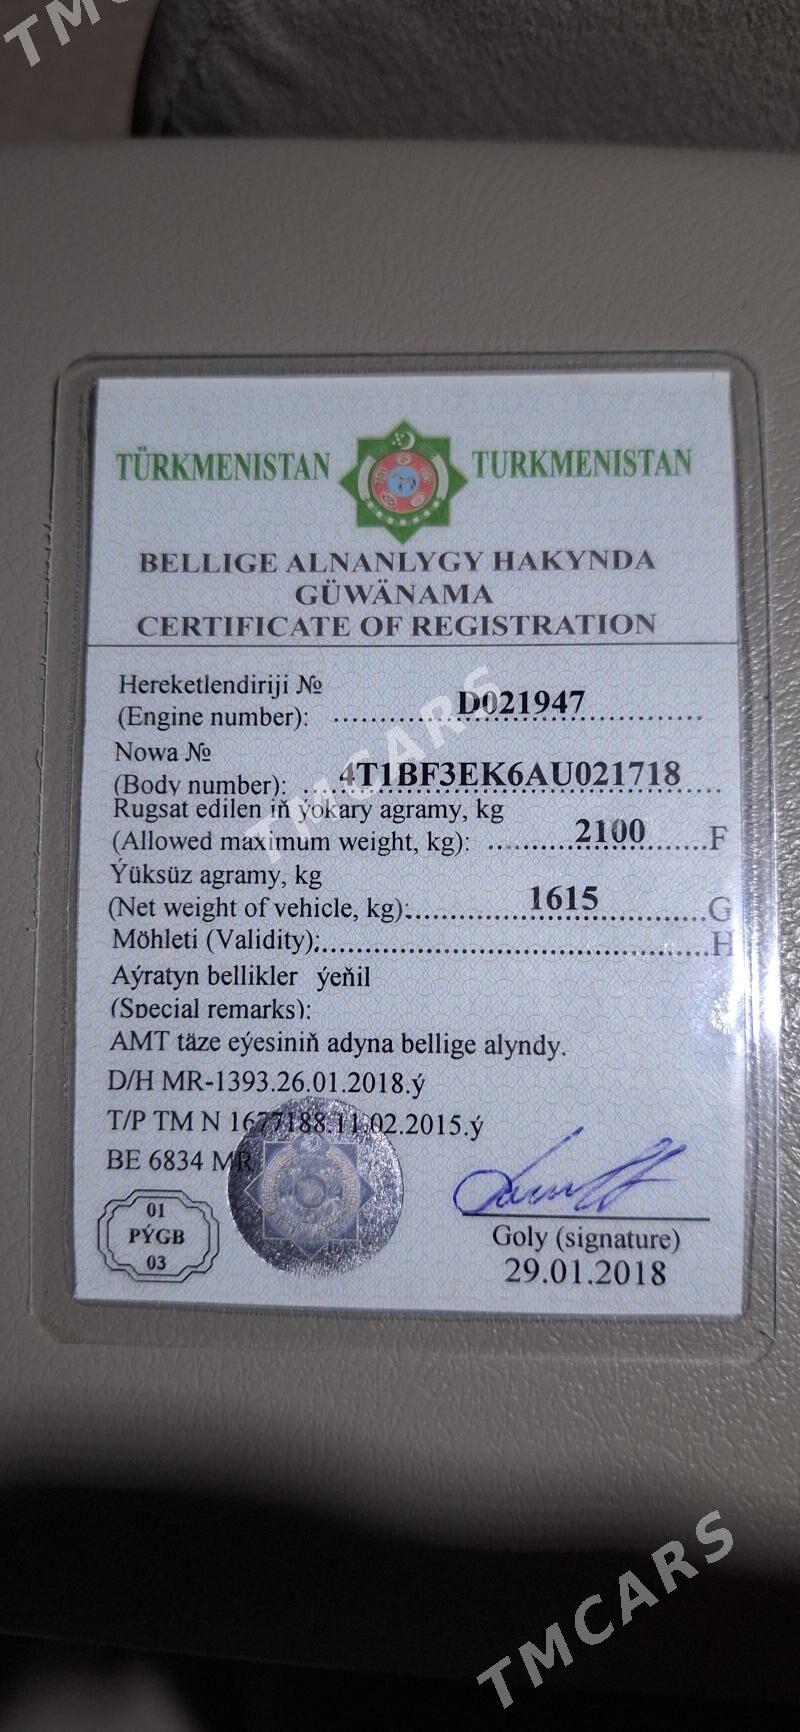 TMCARS
TÜRKMENISTAN TURKMENISTAN
BELLIGE ALNANLYGY HAKYNDA
GÜWÄNAMA
CERTIFICATE OF REGISTRATION
Hereketlendiriji №
(Engine number): D021947
Nowa №
(Body number): 4T1BF3EK6AU021718
Rugsat edilen iň ýokary agramy, kg
(Allowed maximum weight, kg): 2100 F
Ýüksüz agramy, kg
(Net weight of vehicle, kg): 1615 G
Möhleti (Validity): H
Aýratyn bellikler ýeňil
(Special remarks):
AMT täze eýesiniň adyna bellige alyndy.
D/H MR-1393.26.01.2018.ý
T/P TM N 1677188.11.02.2015.ý
BE 6834 MR
01
PÝGB
03
Goly (signature)
29.01.2018
TMCARS
TMCARS